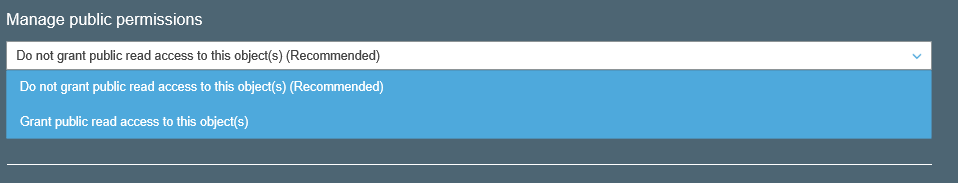 Manage public permissions
Do not grant public read access to this object(s) (Recommended)
Do not grant public read access to this object(s) (Recommended)
Grant public read access to this object(s)